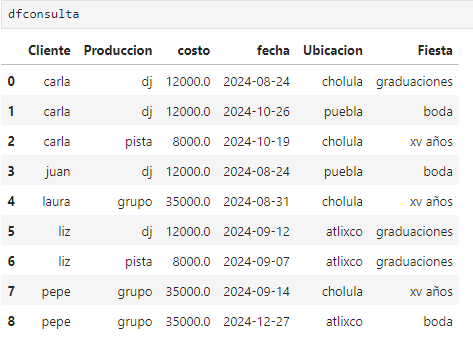 dfconsulta
Cliente Produccion costo fecha Ubicacion Fiesta
0 carla dj 12000.0 2024-08-24 cholula graduaciones
1 carla dj 12000.0 2024-10-26 puebla boda
2 carla pista 8000.0 2024-10-19 cholula xv años
3 juan dj 12000.0 2024-08-24 puebla boda
4 laura grupo 35000.0 2024-08-31 cholula xv años
5 liz dj 12000.0 2024-09-12 atlixco graduaciones
6 liz pista 8000.0 2024-09-07 atlixco graduaciones
7 pepe grupo 35000.0 2024-09-14 cholula xv años
8 pepe grupo 35000.0 2024-12-27 atlixco boda